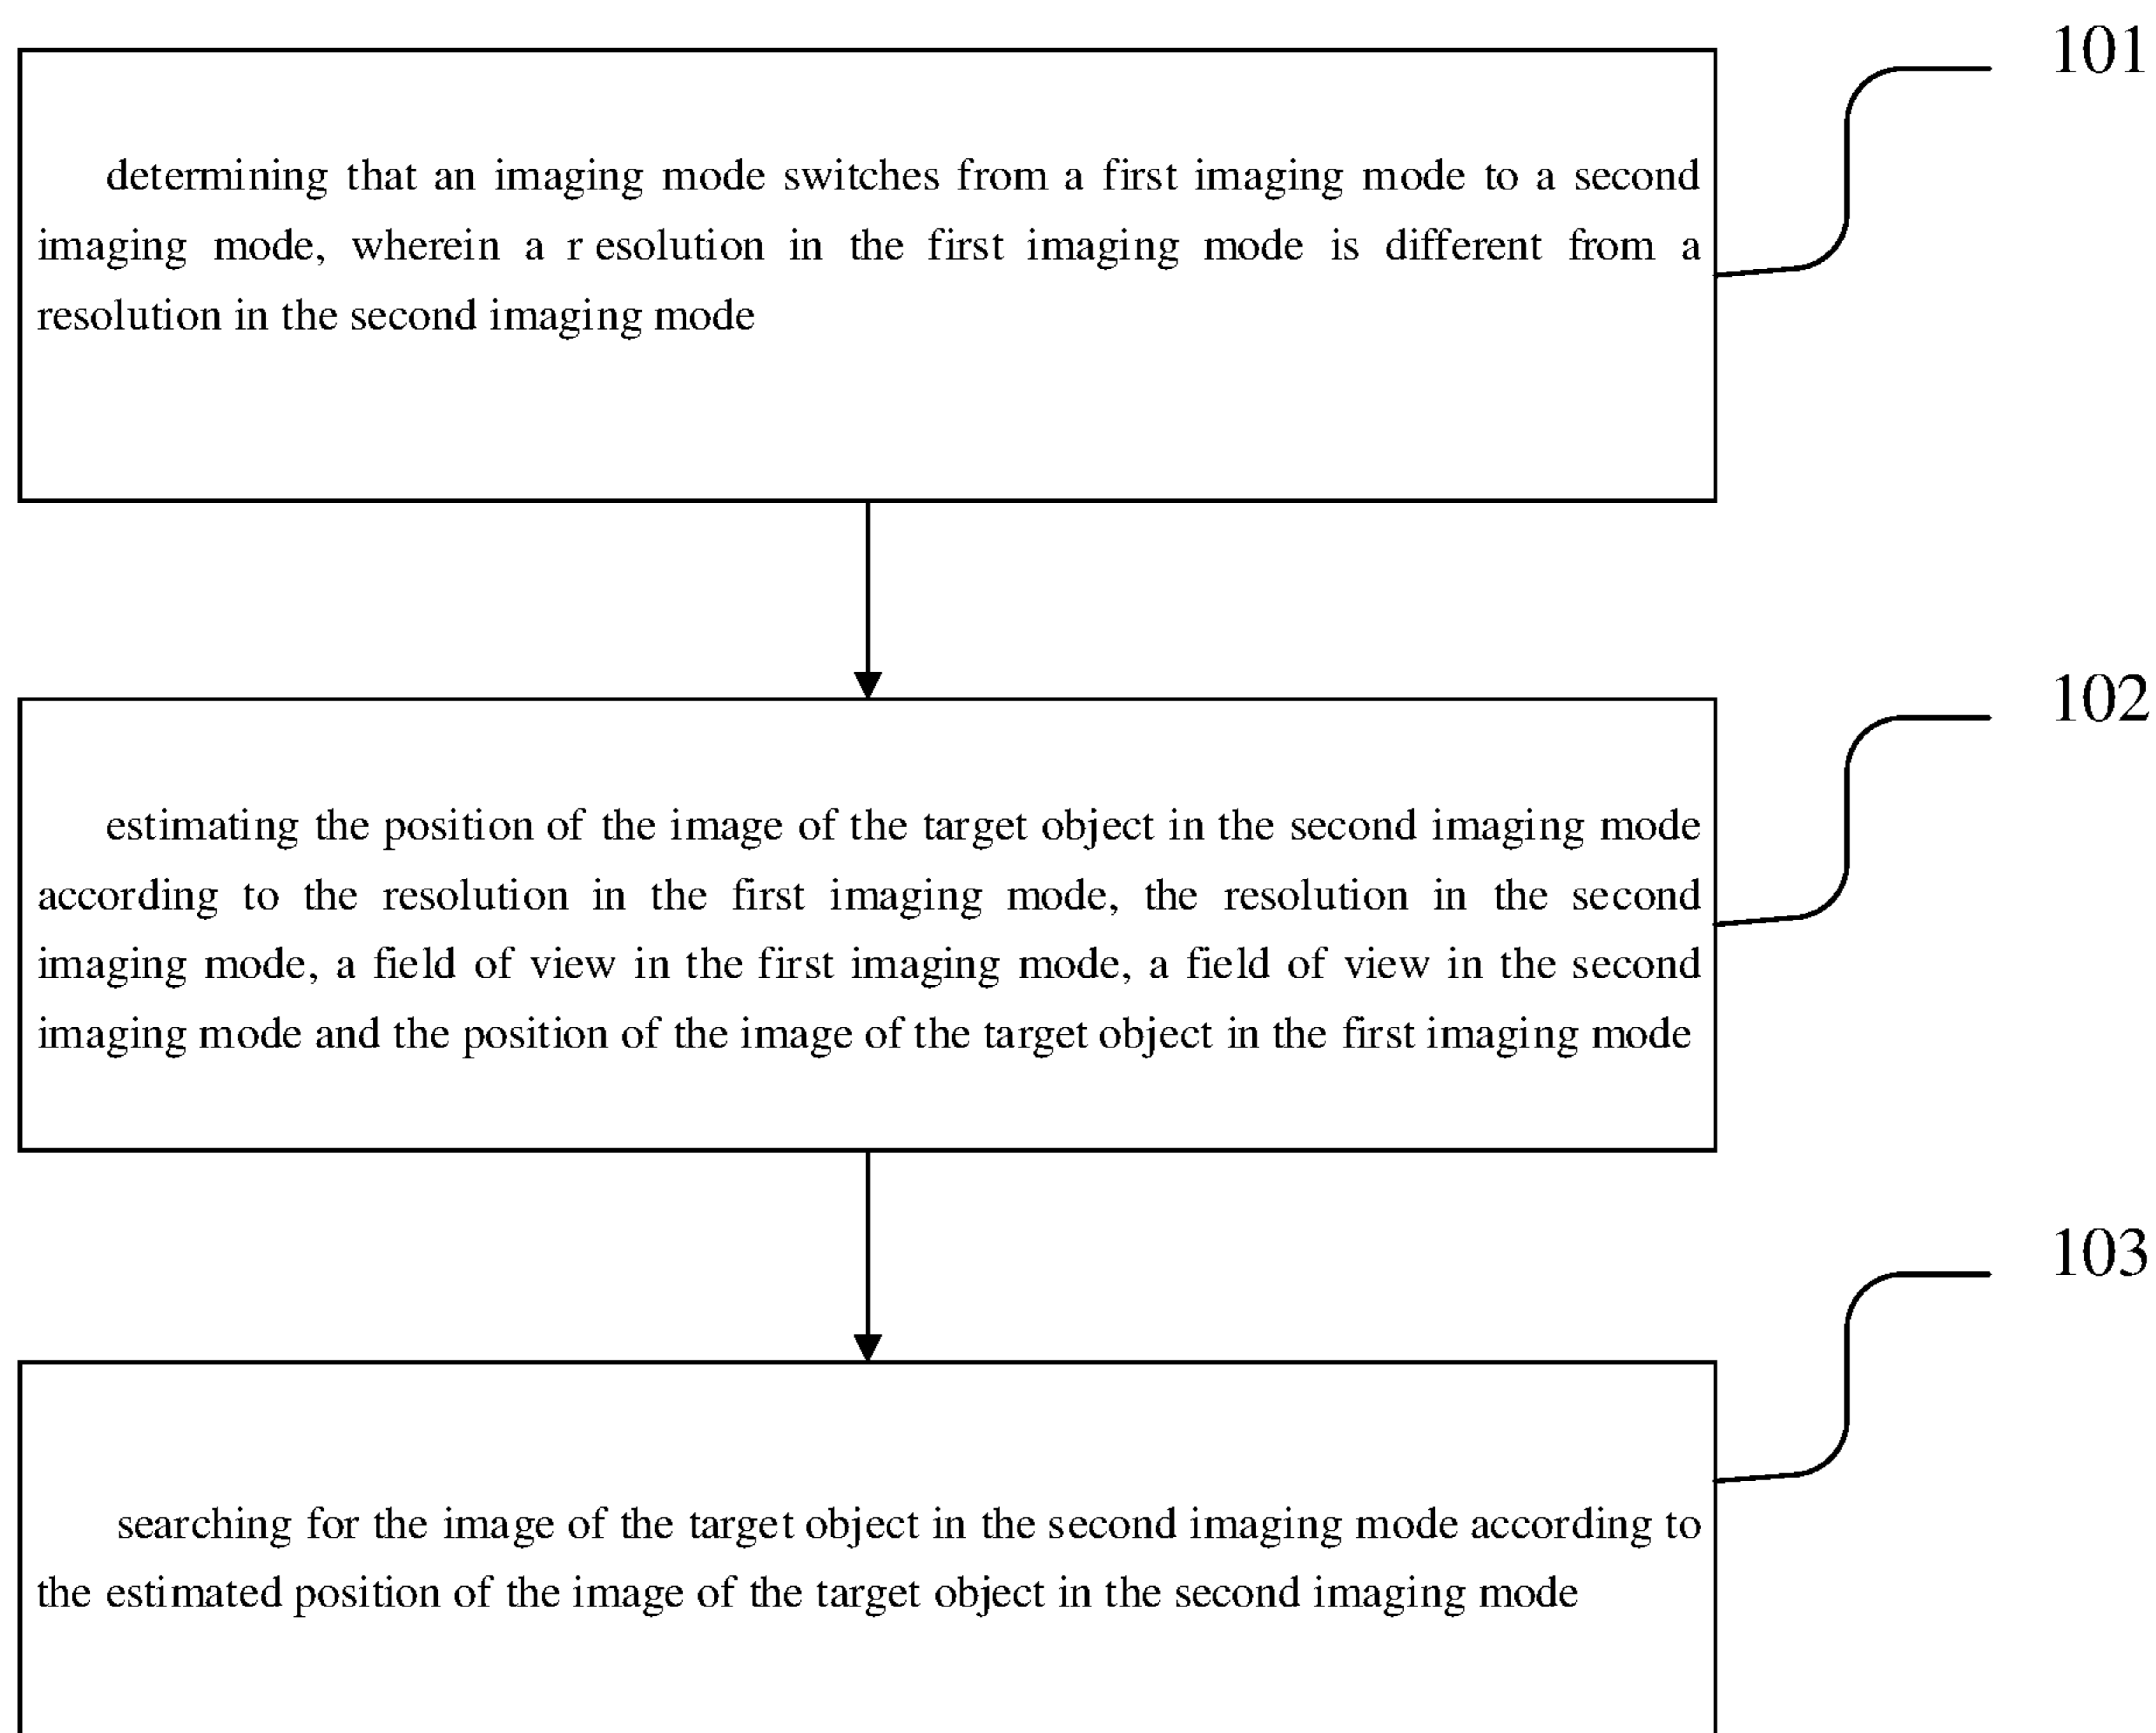 101
determining that an imaging mode switches from a first imaging mode to a second
imaging mode, wherein a r esolution in the first imaging mode is different from a
resolution in the second imaging mode
102
estimating the position of the image of the target object in the second imaging mode
according to the resolution in the first imaging mode, the resolution in the second
imaging mode, a field of view in the first imaging mode, a field of view in the second
imaging mode and the position of the image of the target object in the first imaging mode
103
searching for the image of the target object in the second imaging mode according to
the estimated position of the image of the target object in the second imaging mode